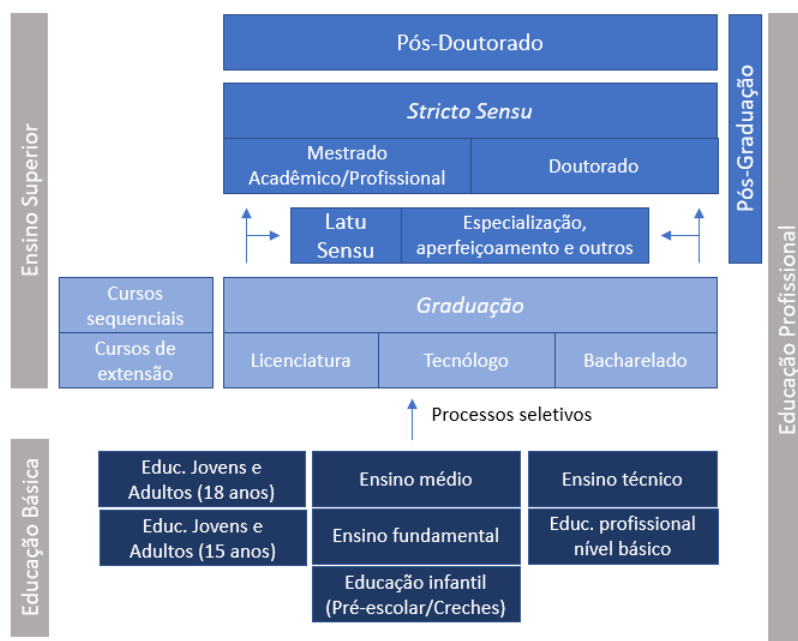 Pós-Doutorado
Stricto Sensu
Mestrado
Acadêmico/Profissional
Doutorado
Pós-Graduação
Latu
Sensu
Especialização,
aperfeiçoamento e outros
Ensino Superior
Cursos
sequenciais
Cursos de
extensão
Graduação
Licenciatura
Tecnólogo
Bacharelado
Educação Profissional
Processos seletivos
Educação Básica
Educ. Jovens e
Adultos (18 anos)
Ensino médio
Ensino técnico
Educ. Jovens e
Adultos (15 anos)
Ensino fundamental
Educ. profissional
nível básico
Educação infantil
(Pré-escolar/Creches)